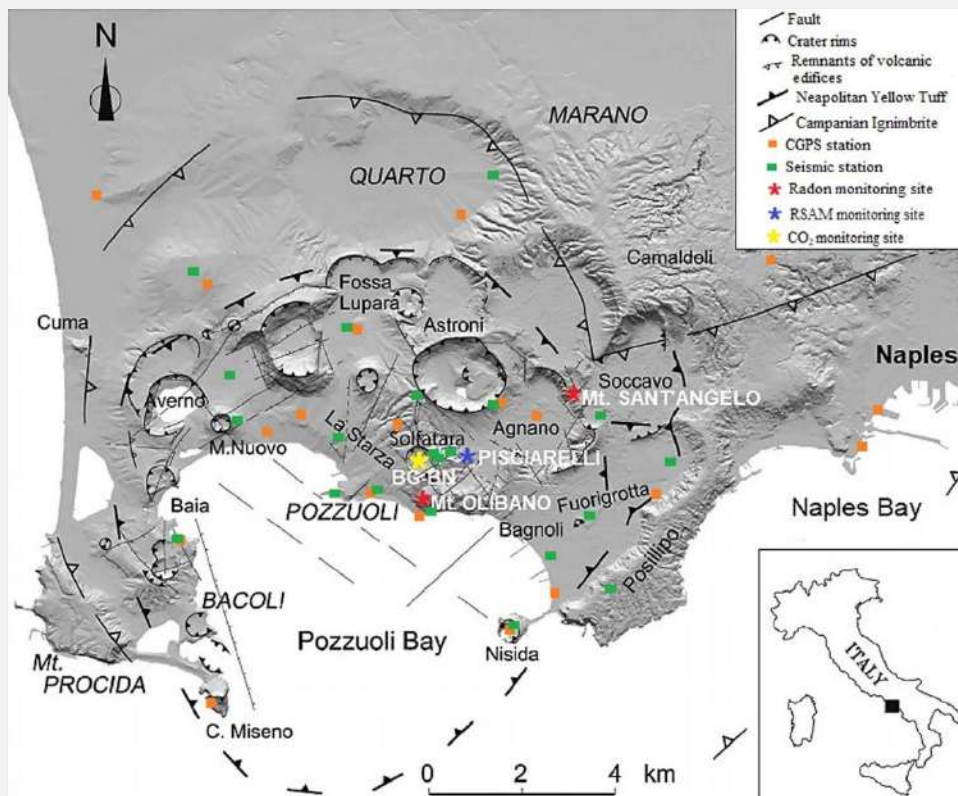 N
Fault
Crater rims
Remnants of volcanic
edifices
Neapolitan Yellow Tuff
Campanian Ignimbrite
CGPS station
Seismic station
Radon monitoring site
RSAM monitoring site
CO₂ monitoring site
MARANO
QUARTO
Camaldoli
Fossa
Lupara
Cuma
Astroni
Naples
Soccavo
Averno
Mt. SANT'ANGELO
Agnano
La Starza
M.Nuovo
Solfatara
PISCIARELLI
BG-BN
Fuorigrotta
POZZUOLI
Mt. OLIBANO
Naples Bay
Baia
Bagnoli
Posillipo
BACOLI
Pozzuoli Bay
Nisida
Mt.
PROCIDA
C. Miseno
ITALY
0 2 4 km